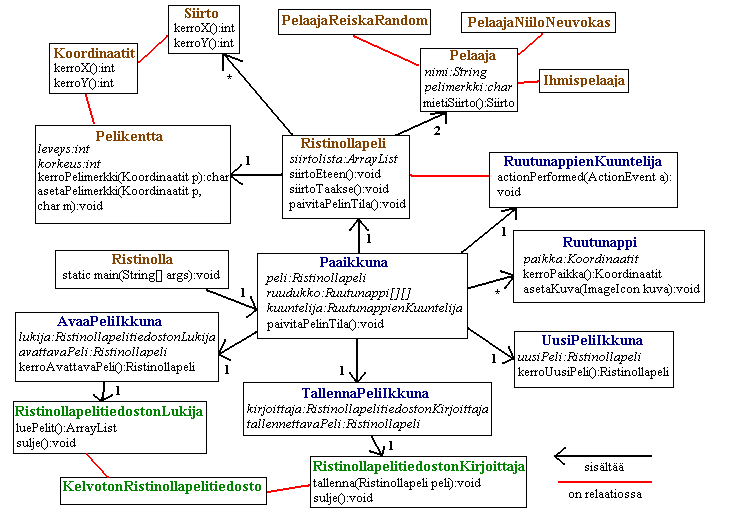 Siirto
kerroX():int
kerroY():int
PelaajaReiskaRandom
PelaajaNiiloNeuvokas
Koordinaatit
kerroX():int
kerroY():int
*
Pelaaja
nimi:String
pelimerkki:char
mietiSiirto():Siirto
Ihmispelaaja
2
Pelikentta
leveys:int
korkeus:int
kerroPelimerkki(Koordinaatit p):char
asetaPelimerkki(Koordinaatit p,
char m):void
1
Ristinollapeli
siirtolista:ArrayList
siirtoEteen():void
siirtoTaakse():void
paivitaPelinTila():void
RuutunappienKuuntelija
actionPerformed(ActionEvent a):
void
1
1
Ristinolla
static main(String[] args):void
1
Paaikkuna
peli:Ristinollapeli
ruudukko:Ruutunappi[][]
kuuntelija:RuutunappienKuuntelija
paivitaPelinTila():void
Ruutunappi
paikka:Koordinaatit
kerroPaikka():Koordinaatit
asetaKuva(ImageIcon kuva):void
*
AvaaPeliIkkuna
lukija:RistinollapelitiedostonLukija
avattavaPeli:Ristinollapeli
kerroAvattavaPeli():Ristinollapeli
1
UusiPeliIkkuna
uusiPeli:Ristinollapeli
kerroUusiPeli():Ristinollapeli
1
1
1
TallennaPeliIkkuna
kirjoittaja:RistinollapelitiedostonKirjoittaja
tallennettavaPeli:Ristinollapeli
RistinollapelitiedostonLukija
luePelit():ArrayList
sulje():void
1
RistinollapelitiedostonKirjoittaja
tallenna(Ristinollapeli peli):void
sulje():void
KelvotonRistinollapelitiedosto
sisältää
on relaatiossa